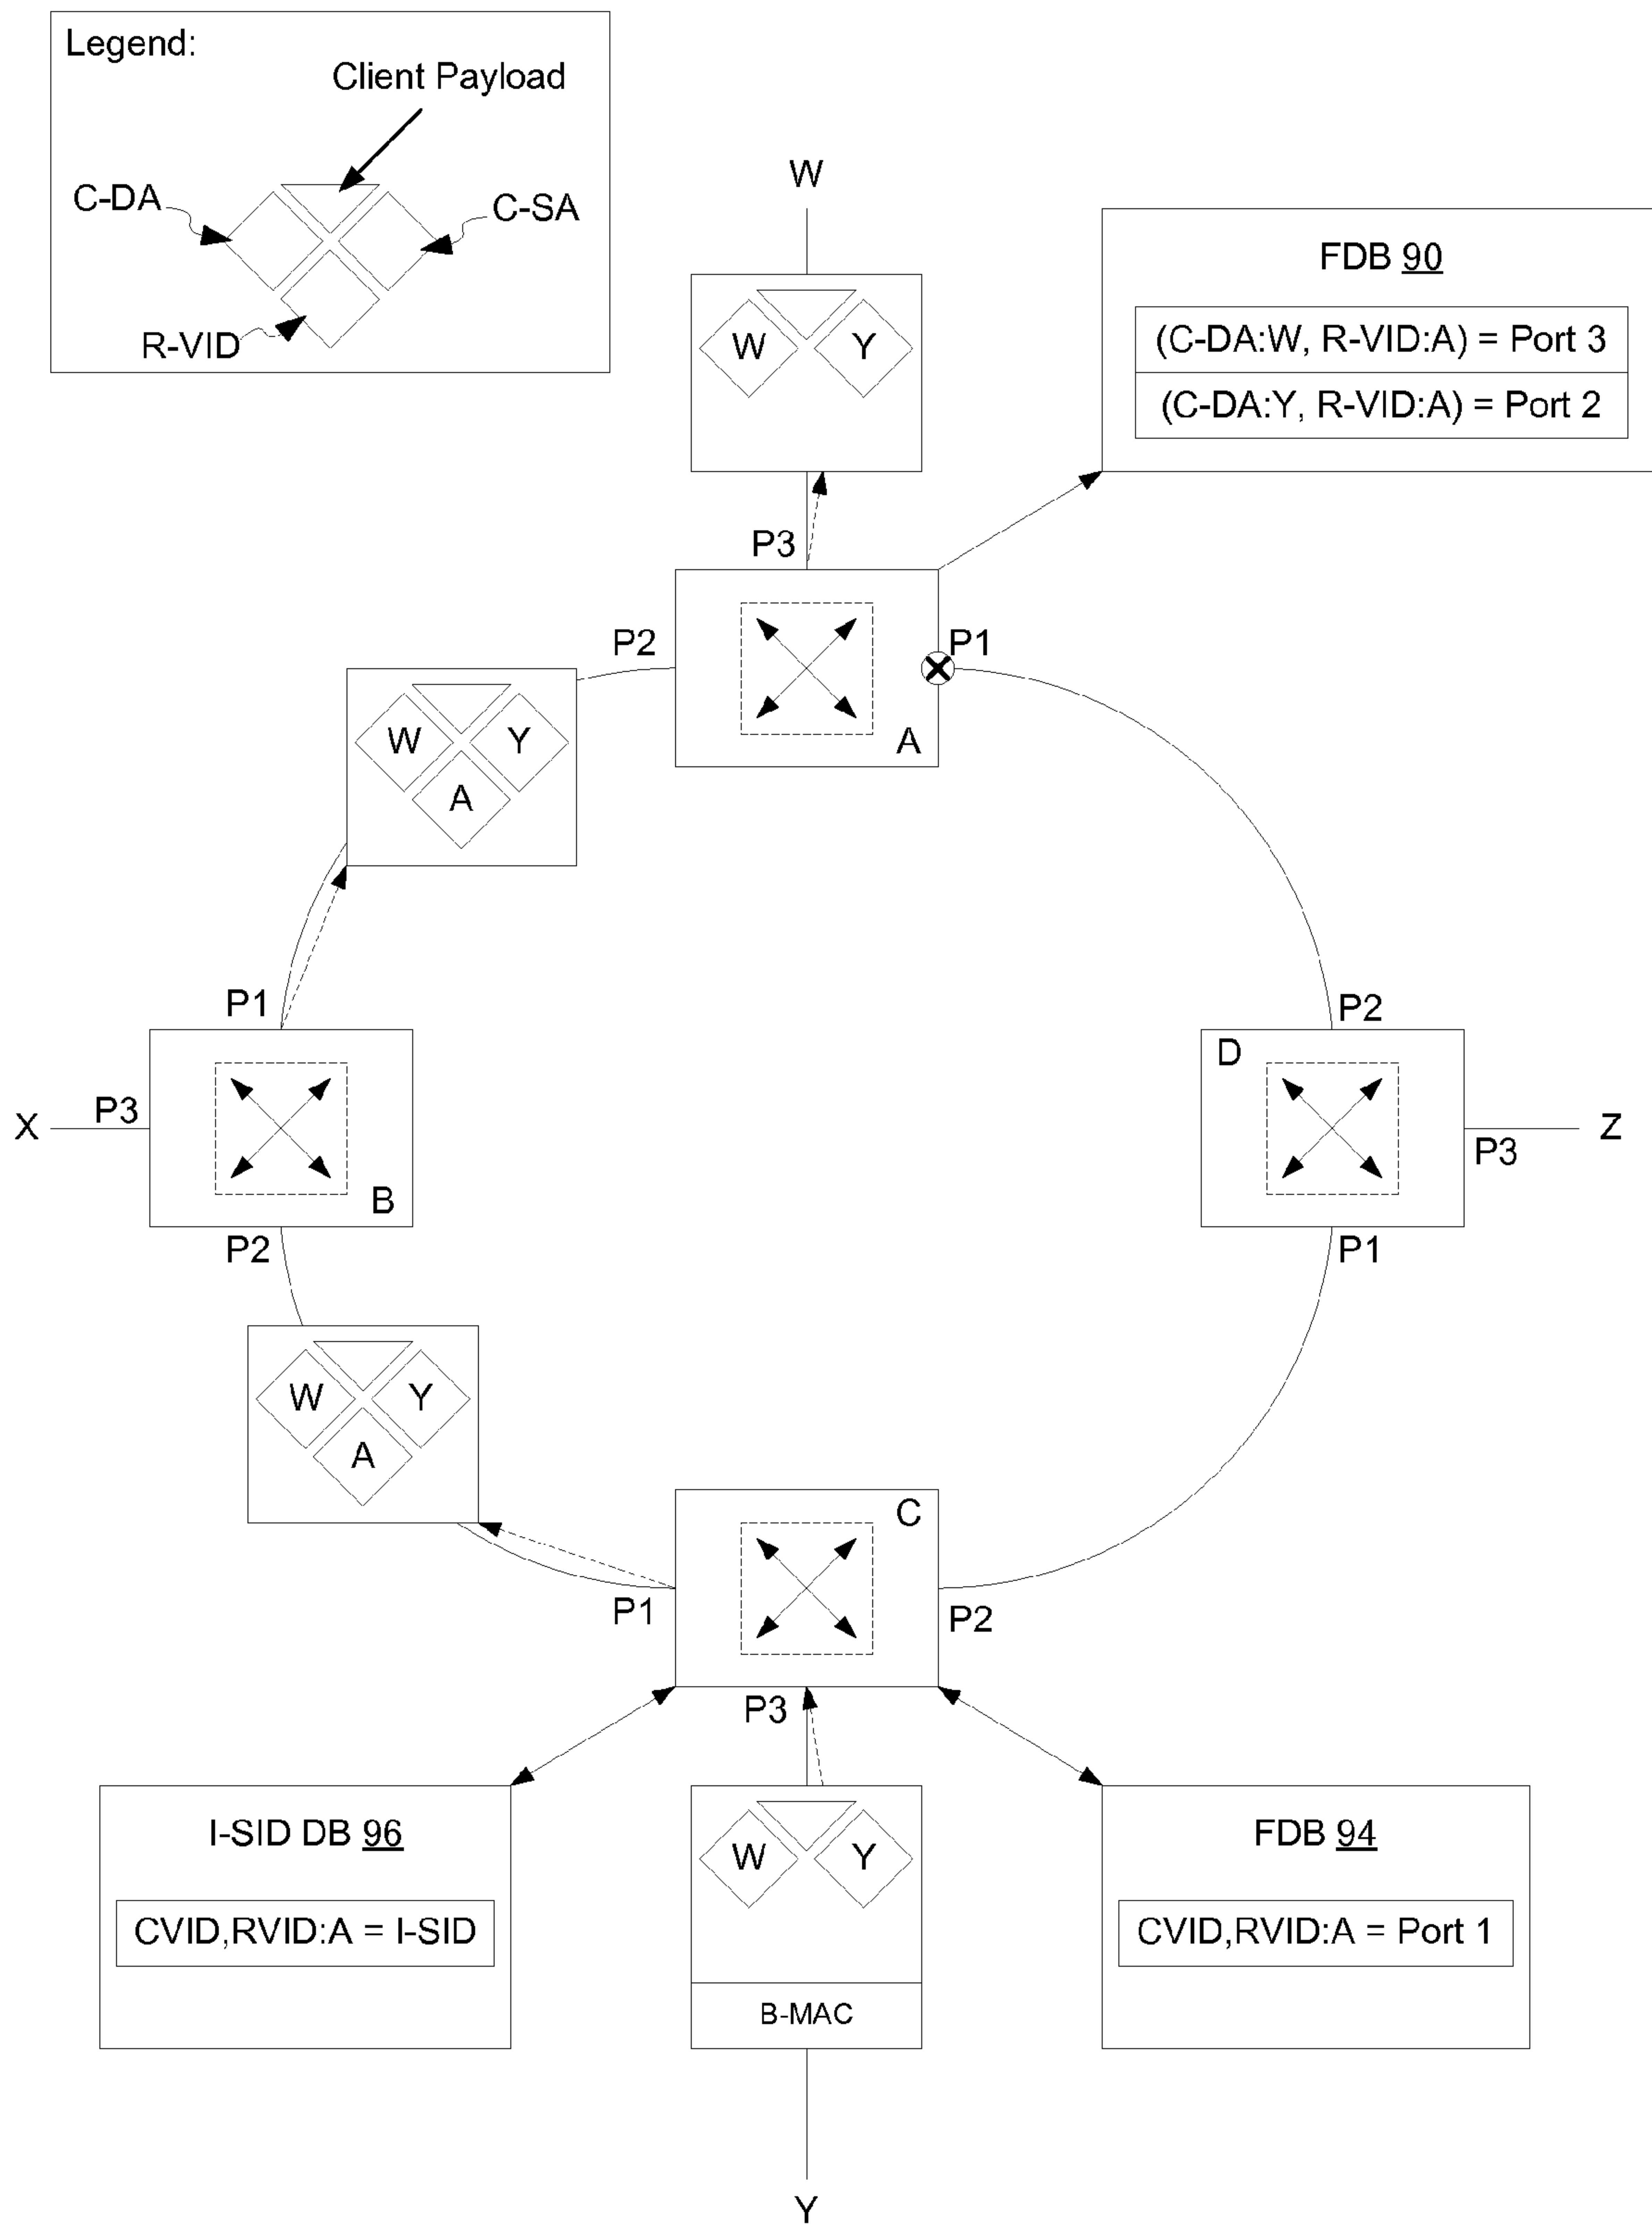 Legend:
Client Payload
C-DA
C-SA
R-VID
W
W Y
FDB 90
(C-DA:W, R-VID:A) = Port 3
(C-DA:Y, R-VID:A) = Port 2
P3
P2
P1
A
W Y
A
P1
P3
X
B
P2
P2
D
P3
Z
P1
W Y
A
C
P1
P2
P3
I-SID DB 96
CVID,RVID:A = I-SID
W Y
B-MAC
FDB 94
CVID,RVID:A = Port 1
Y